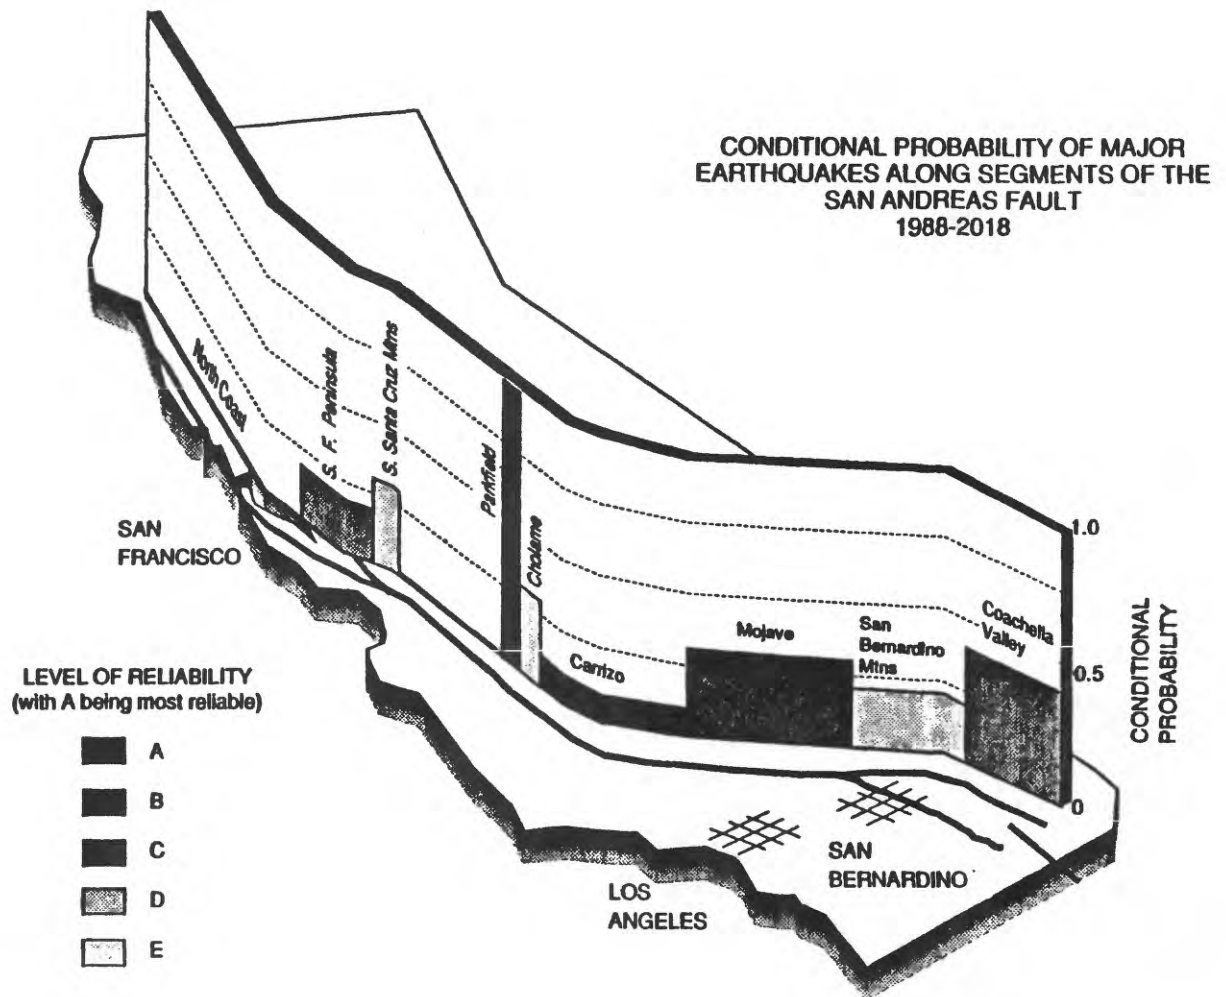 CONDITIONAL PROBABILITY OF MAJOR
EARTHQUAKES ALONG SEGMENTS OF THE
SAN ANDREAS FAULT
1988-2018
North Coast
S. F. Peninsula
S. Santa Cruz Mtns
Parkfield
Cholame
Carrizo
Mojave
San
Bernardino
Mtns
Coachella
Valley
1.0
0.5
0
CONDITIONAL
PROBABILITY
SAN
FRANCISCO
LOS
ANGELES
SAN
BERNARDINO
LEVEL OF RELIABILITY
(with A being most reliable)
A
B
C
D
E